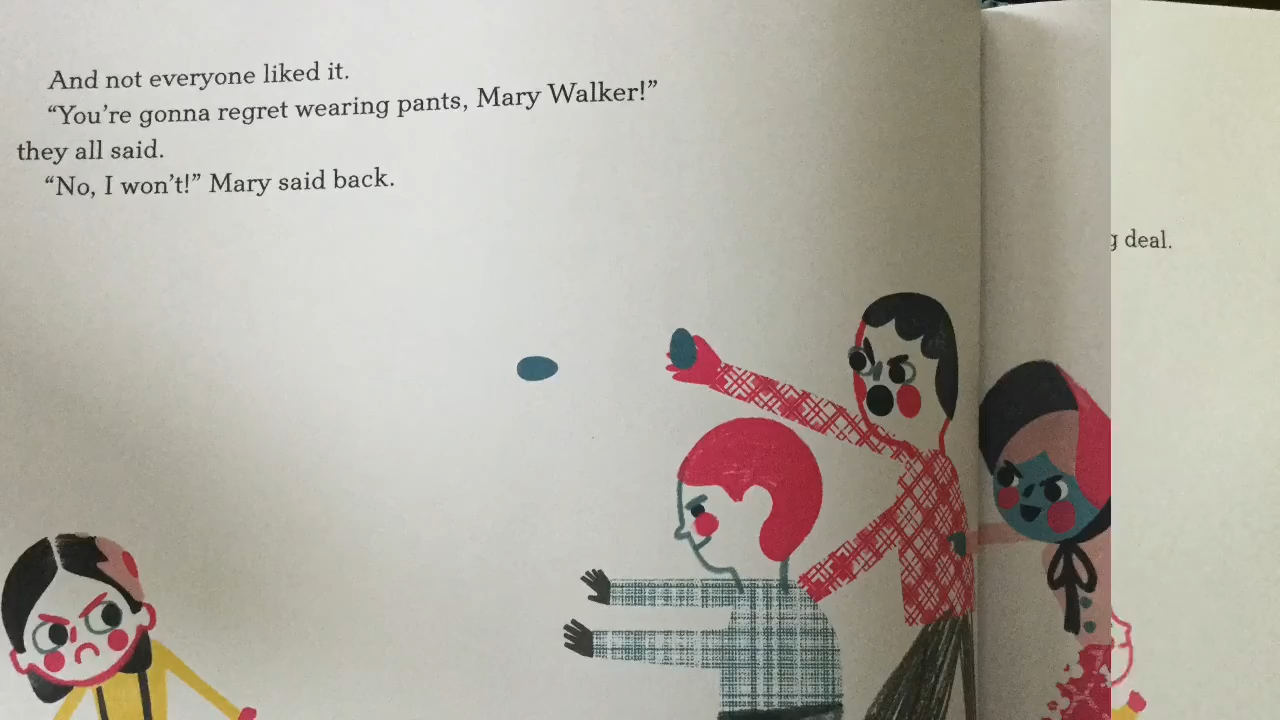 And not everyone liked it.
“You’re gonna regret wearing pants, Mary Walker!”
they all said.
“No, I won’t!” Mary said back.
deal.